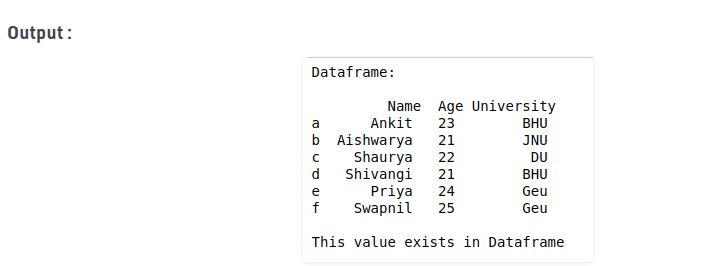 Output:
Dataframe:
Name Age University
a Ankit 23 BHU
b Aishwarya 21 JNU
c Shaurya 22 DU
d Shivangi 21 BHU
e Priya 24 Geu
f Swapnil 25 Geu
This value exists in Dataframe